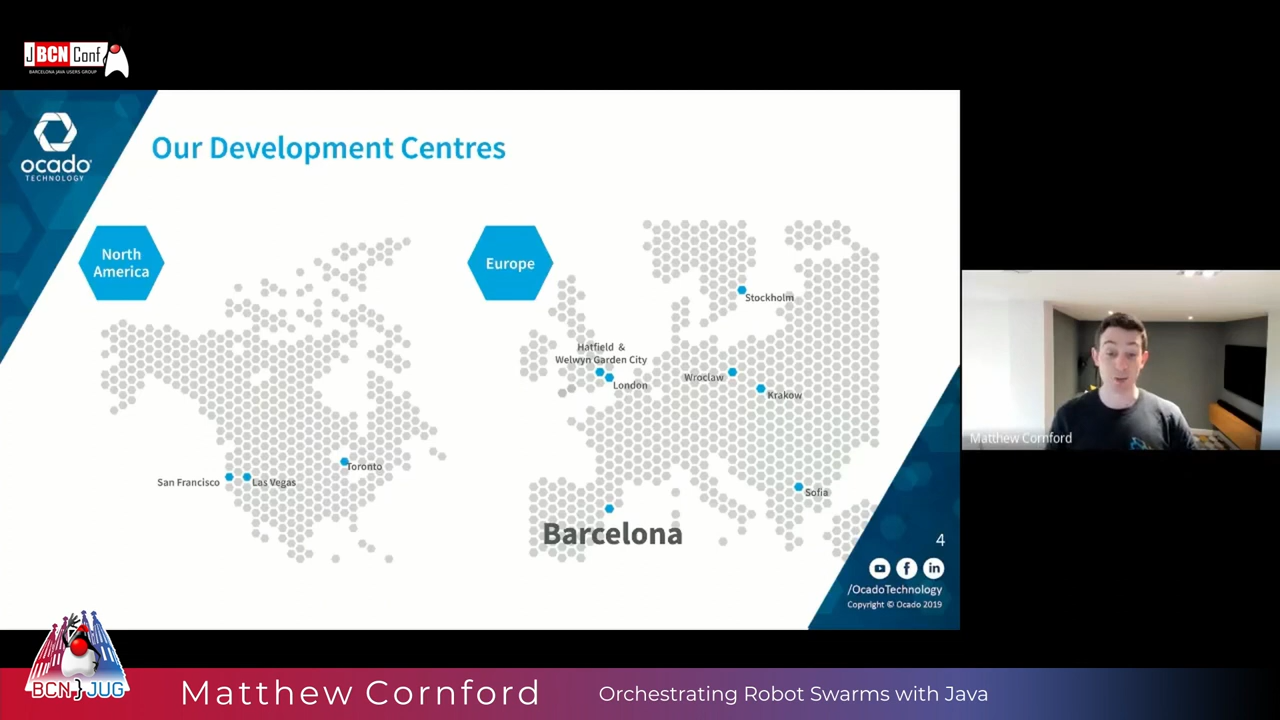 JBCNConf
BARCELONA JAVA USERS GROUP
ocado
TECHNOLOGY
Our Development Centres
North
America
Europe
Stockholm
Hatfield &
Welwyn Garden City
London
Wroclaw
Krakow
Toronto
San Francisco
Las Vegas
Sofia
Barcelona
4
/OcadoTechnology
Copyright © Ocado 2019
Matthew Cornford
BCN JUG
Matthew Cornford
Orchestrating Robot Swarms with Java